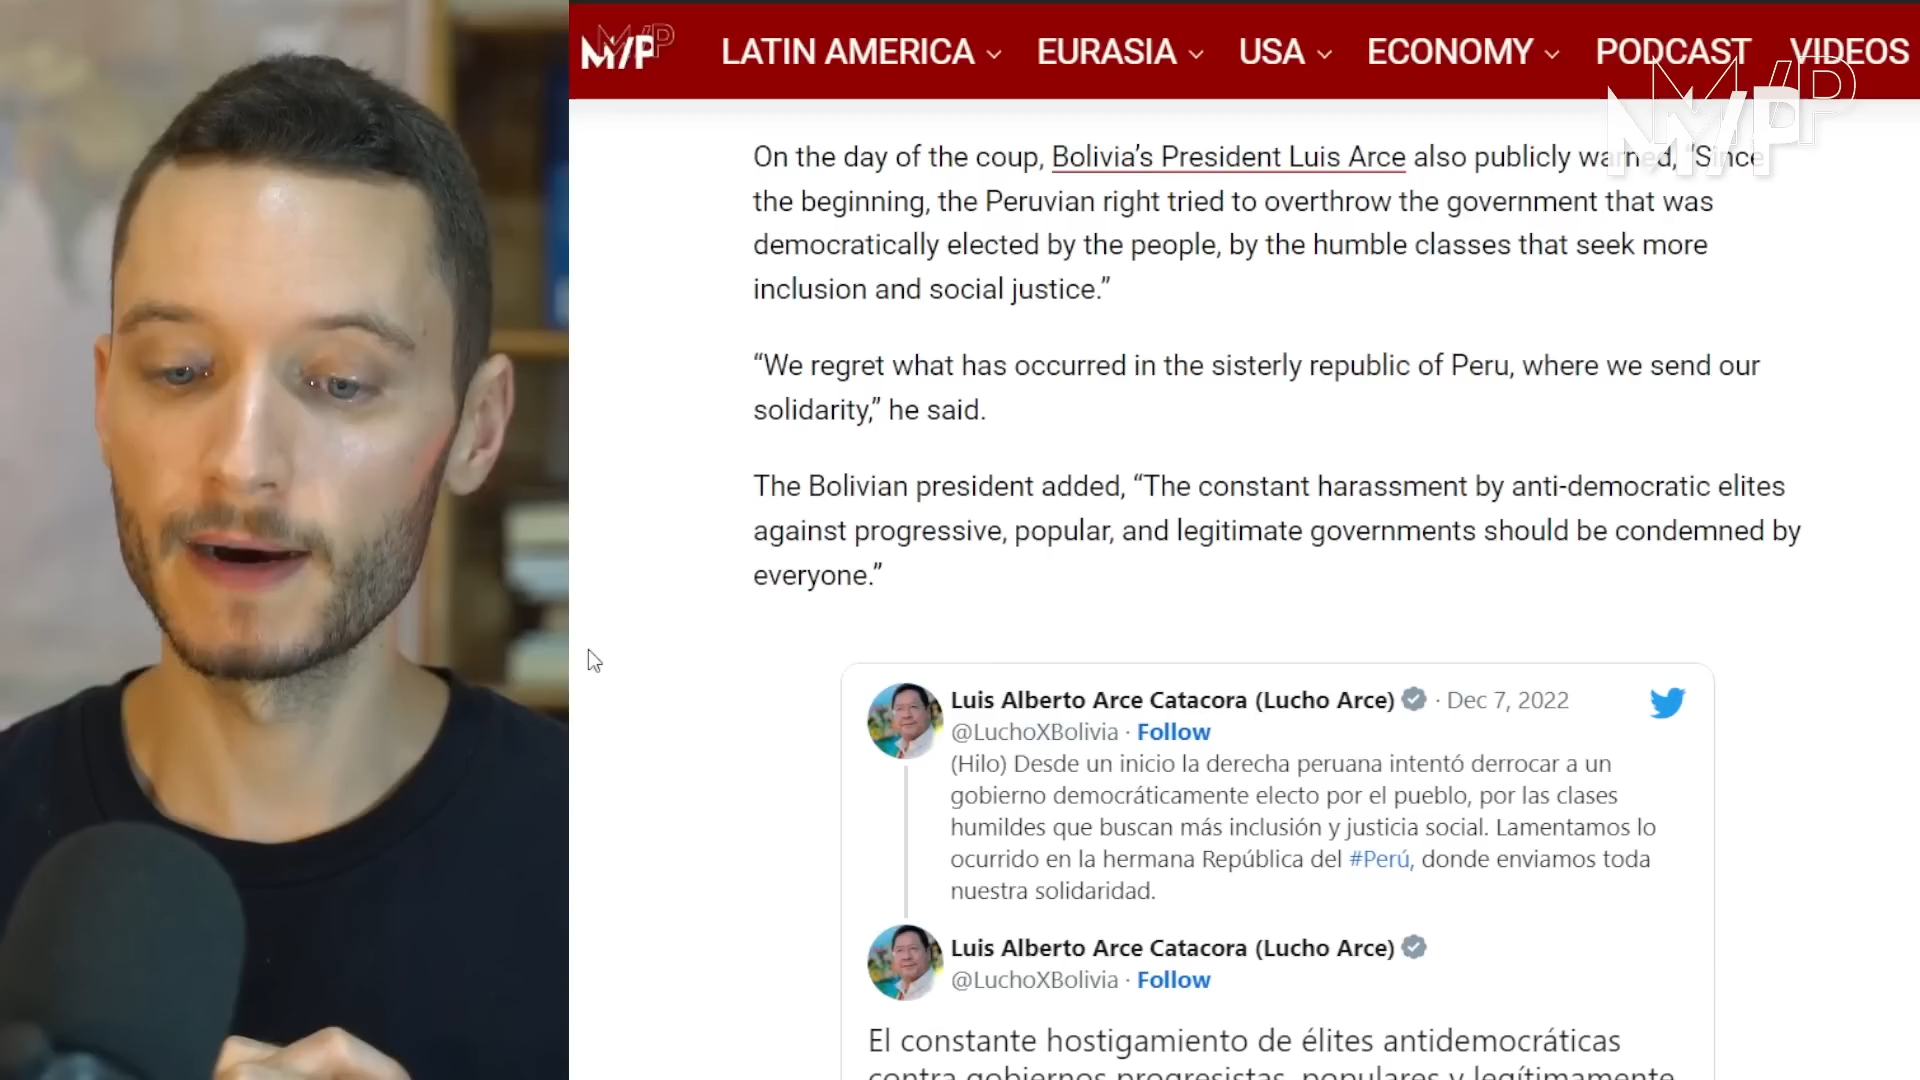 M/P LATIN AMERICA EURASIA USA ECONOMY PODCAST VIDEOS
M/P
On the day of the coup, Bolivia’s President Luis Arce also publicly warned, “Since
the beginning, the Peruvian right tried to overthrow the government that was
democratically elected by the people, by the humble classes that seek more
inclusion and social justice.”
“We regret what has occurred in the sisterly republic of Peru, where we send our
solidarity,” he said.
The Bolivian president added, “The constant harassment by anti-democratic elites
against progressive, popular, and legitimate governments should be condemned by
everyone.”
Luis Alberto Arce Catacora (Lucho Arce) · Dec 7, 2022
@LuchoXBolivia · Follow
(Hilo) Desde un inicio la derecha peruana intentó derrocar a un
gobierno democráticamente electo por el pueblo, por las clases
humildes que buscan más inclusión y justicia social. Lamentamos lo
ocurrido en la hermana República del #Perú, donde enviamos toda
nuestra solidaridad.
Luis Alberto Arce Catacora (Lucho Arce)
@LuchoXBolivia · Follow
El constante hostigamiento de élites antidemocráticas
contra gobiernos progresistas, populares y legítimamente